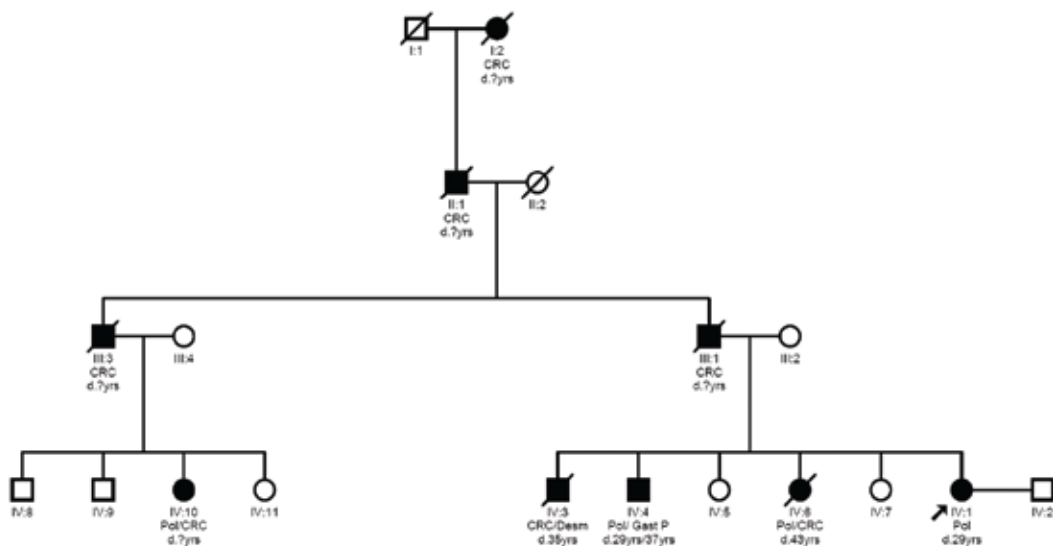 I:1
I:2
CRC
d.?yrs
II:1
CRC
d.?yrs
II:2
III:3
CRC
d.?yrs
III:4
III:1
CRC
d.?yrs
III:2
IV:8
IV:9
IV:10
Pol/CRC
d.?yrs
IV:11
IV:3
CRC/Desm
d.35yrs
IV:4
Pol/ Gast P
d.29yrs/37yrs
IV:5
IV:6
Pol/CRC
d.43yrs
IV:7
IV:1
Pol
d.29yrs
IV:2